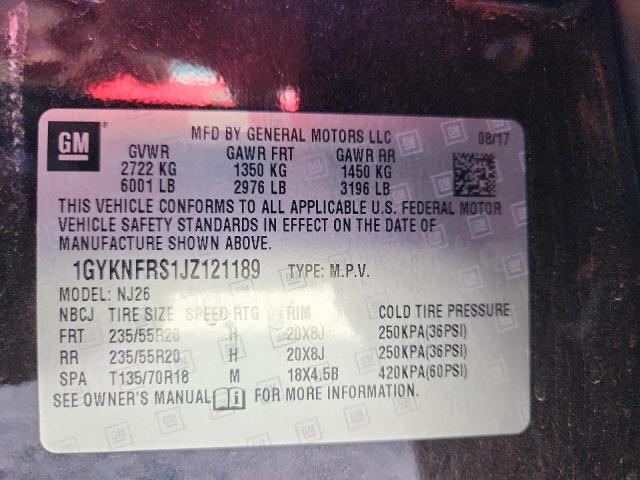 GM
MFD BY GENERAL MOTORS LLC 08/17
GVWR GAWR FRT GAWR RR
2722 KG 1350 KG 1450 KG
6001 LB 2976 LB 3196 LB
THIS VEHICLE CONFORMS TO ALL APPLICABLE U.S. FEDERAL MOTOR
VEHICLE SAFETY STANDARDS IN EFFECT ON THE DATE OF
MANUFACTURE SHOWN ABOVE.
1GYKNFRS1JZ121189 TYPE: M.P.V.
MODEL: NJ26
NBCJ TIRE SIZE SPEED RTG RIM COLD TIRE PRESSURE
FRT 235/55R20 H 20X8J 250KPA(36PSI)
RR 235/55R20 H 20X8J 250KPA(36PSI)
SPA T135/70R18 M 18X4.5B 420KPA(60PSI)
SEE OWNER'S MANUAL FOR MORE INFORMATION.